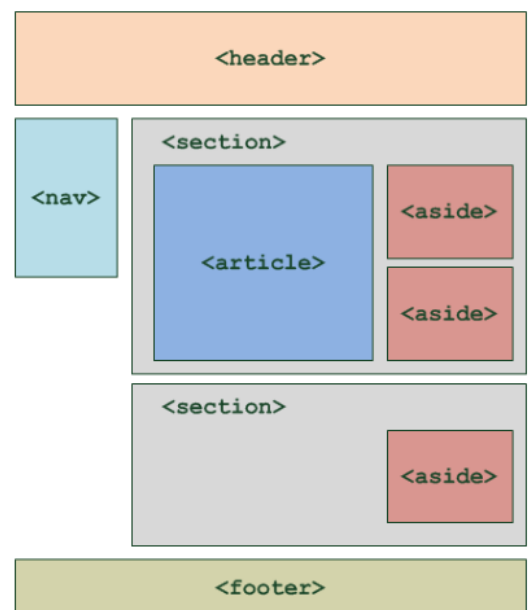 <header>
<nav>
<section>
<article>
<aside>
<aside>
<section>
<aside>
<footer>